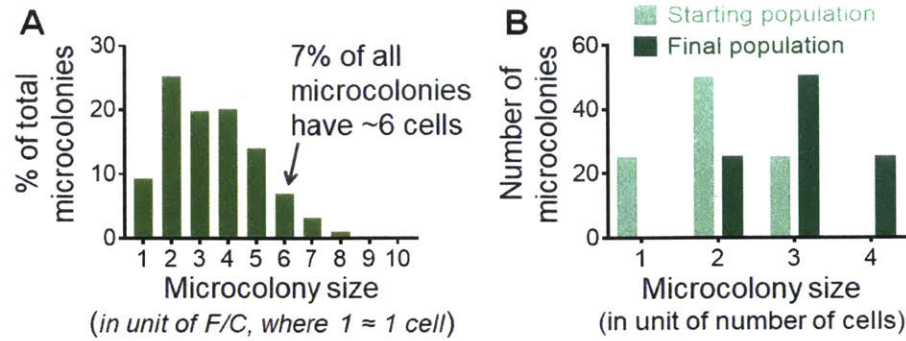 A
% of total
microcolonies
30
20
10
0
7% of all
microcolonies
have ~6 cells
1 2 3 4 5 6 7 8 9 10
Microcolony size
(in unit of F/C, where 1 ≈ 1 cell)
B
Starting population
Final population
Number of
microcolonies
60
40
20
0
1 2 3 4
Microcolony size
(in unit of number of cells)